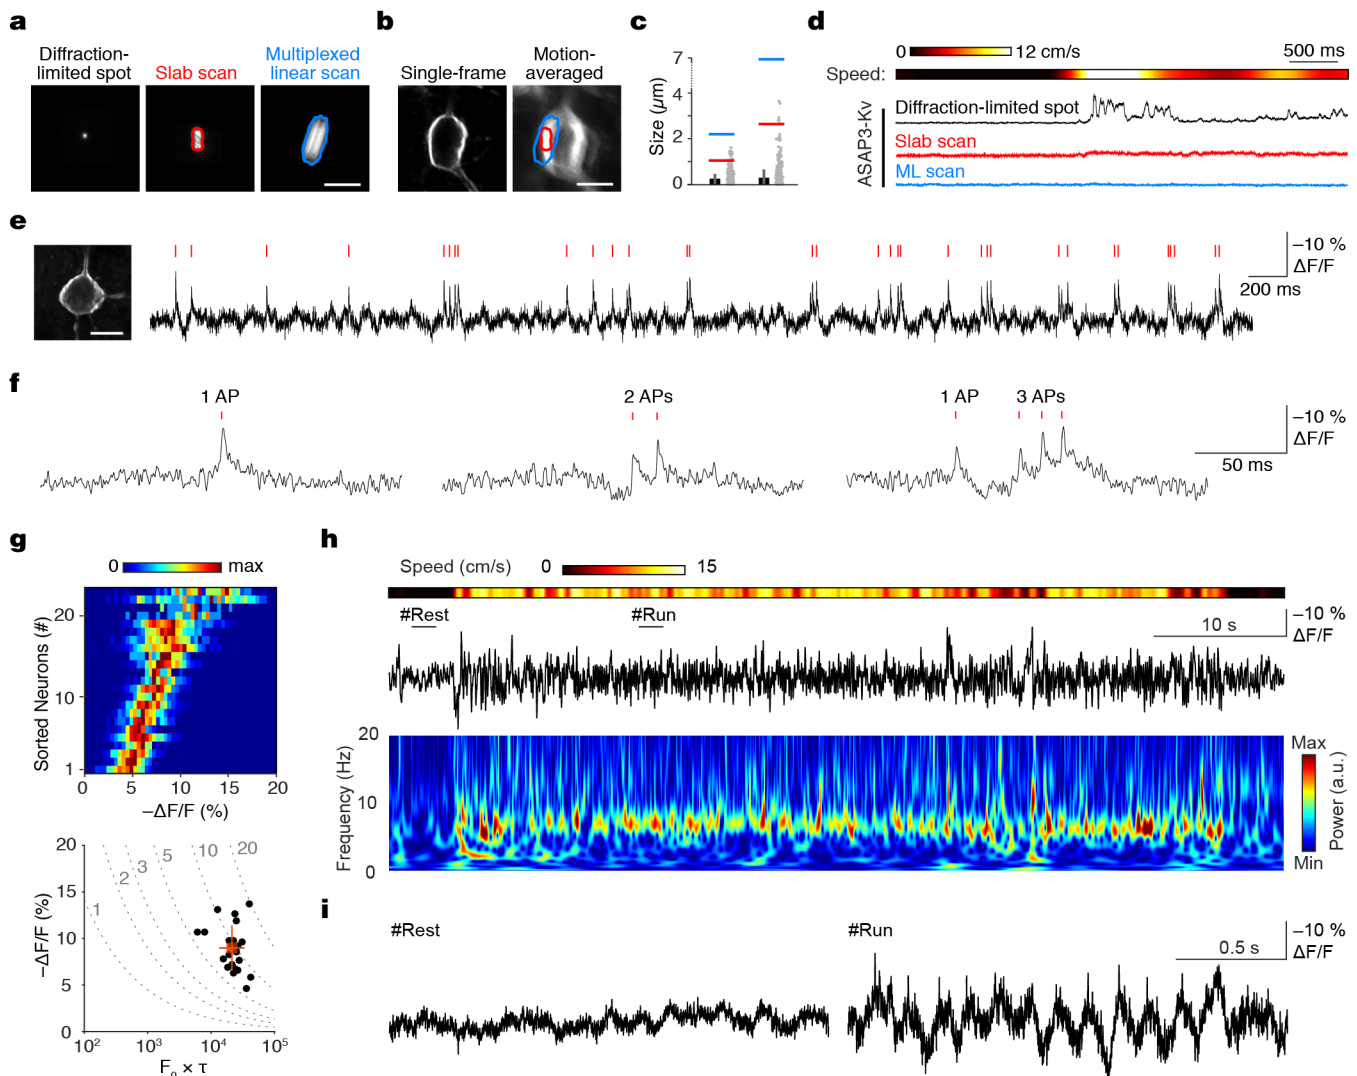 a
Diffraction-
limited spot
Slab scan
Multiplexed
linear scan
b
Single-frame
Motion-
averaged
c
Size (µm)
7
4
2
0
d
0
12 cm/s
500 ms
Speed:
ASAP3-Kv
Diffraction-limited spot
Slab scan
ML scan
e
–10 %
ΔF/F
200 ms
f
1 AP
2 APs
1 AP
3 APs
–10 %
ΔF/F
50 ms
g
0
max
Sorted Neurons (#)
20
10
1
0
5
10
15
20
–ΔF/F (%)
–ΔF/F (%)
20
15
10
5
0
1
2
3
5
10
20
10²
10³
10⁴
10⁵
F₀ × τ
h
Speed (cm/s)
0
15
#Rest
#Run
–10 %
ΔF/F
10 s
Frequency (Hz)
20
10
0
Max
Power (a.u.)
Min
i
#Rest
#Run
–10 %
ΔF/F
0.5 s